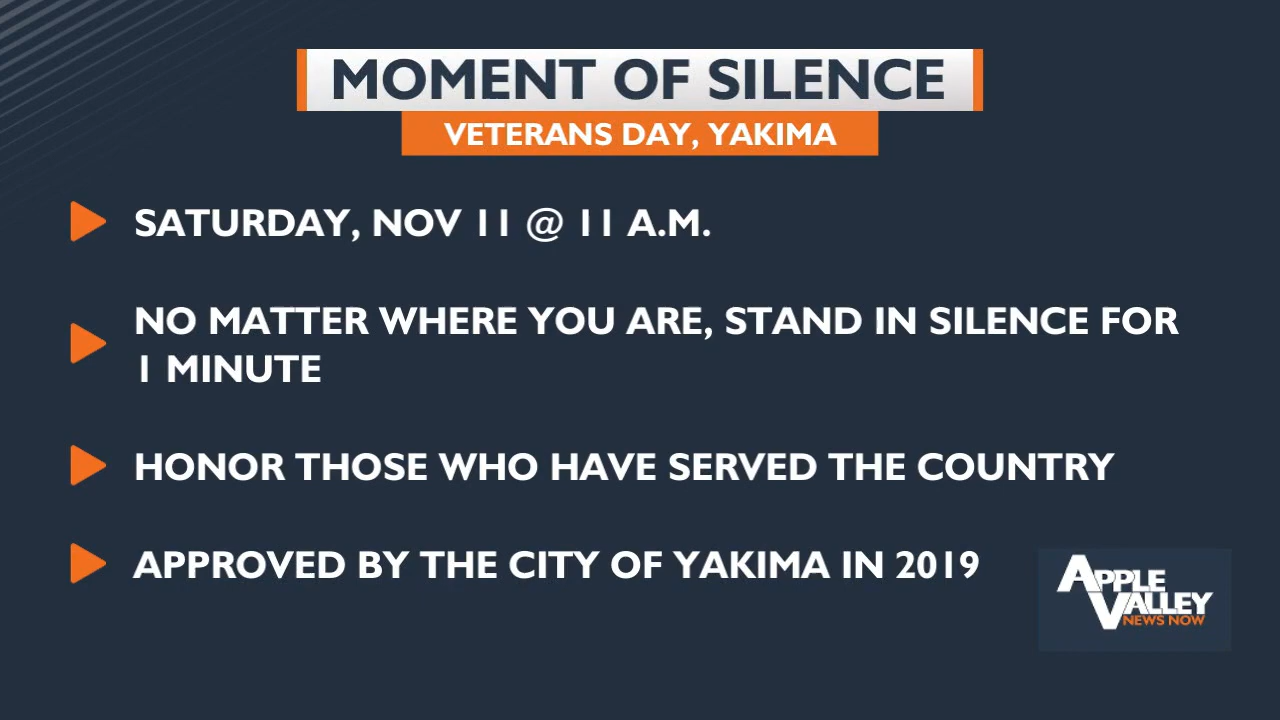 MOMENT OF SILENCE
VETERANS DAY, YAKIMA
SATURDAY, NOV 11 @ 11 A.M.
NO MATTER WHERE YOU ARE, STAND IN SILENCE FOR
1 MINUTE
HONOR THOSE WHO HAVE SERVED THE COUNTRY
APPROVED BY THE CITY OF YAKIMA IN 2019
APPLE
VALLEY
NEWS NOW